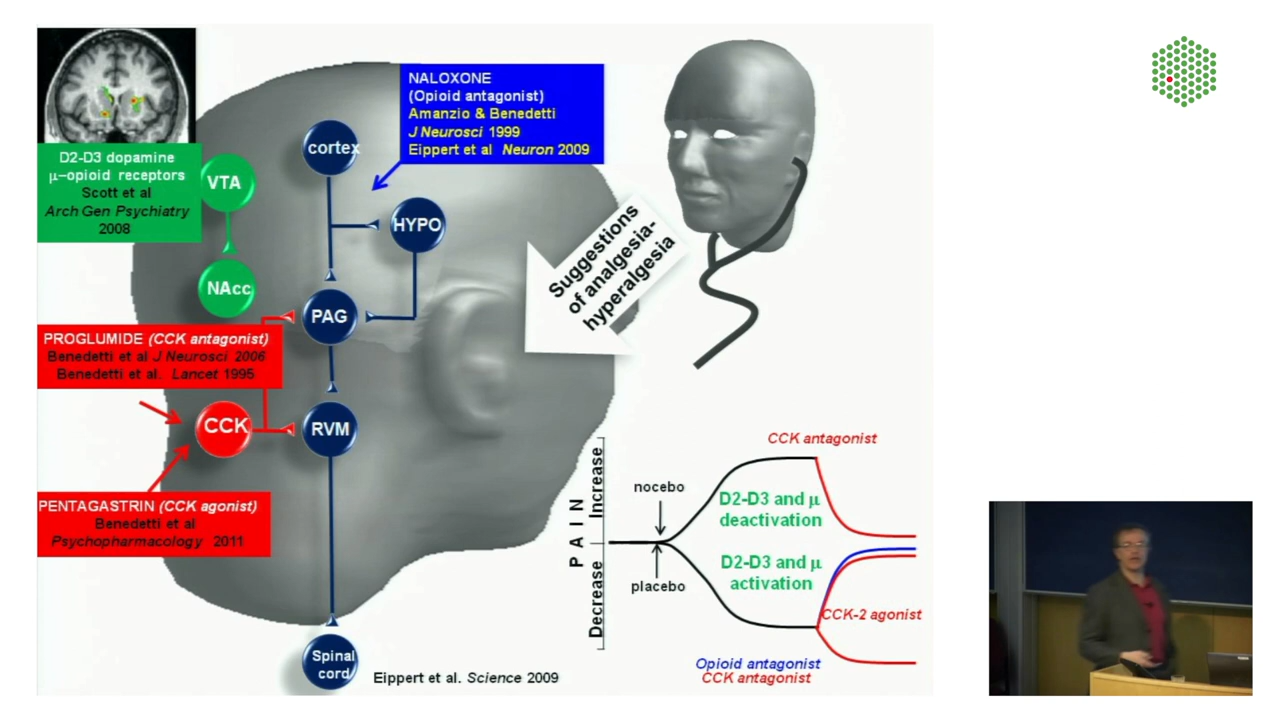 NALOXONE
(Opioid antagonist)
Amanzio & Benedetti
J Neurosci 1999
Eippert et al Neuron 2009
D2-D3 dopamine
μ–opioid receptors
Scott et al
Arch Gen Psychiatry
2008
VTA
NAcc
cortex
HYPO
PAG
Suggestions
of analgesia-
hyperalgesia
PROGLUMIDE (CCK antagonist)
Benedetti et al J Neurosci 2006
Benedetti et al. Lancet 1995
CCK
RVM
PENTAGASTRIN (CCK agonist)
Benedetti et al
Psychopharmacology 2011
Spinal
cord
Eippert et al. Science 2009
PAIN
Increase
Decrease
nocebo
placebo
CCK antagonist
D2-D3 and μ
deactivation
D2-D3 and μ
activation
CCK-2 agonist
Opioid antagonist
CCK antagonist